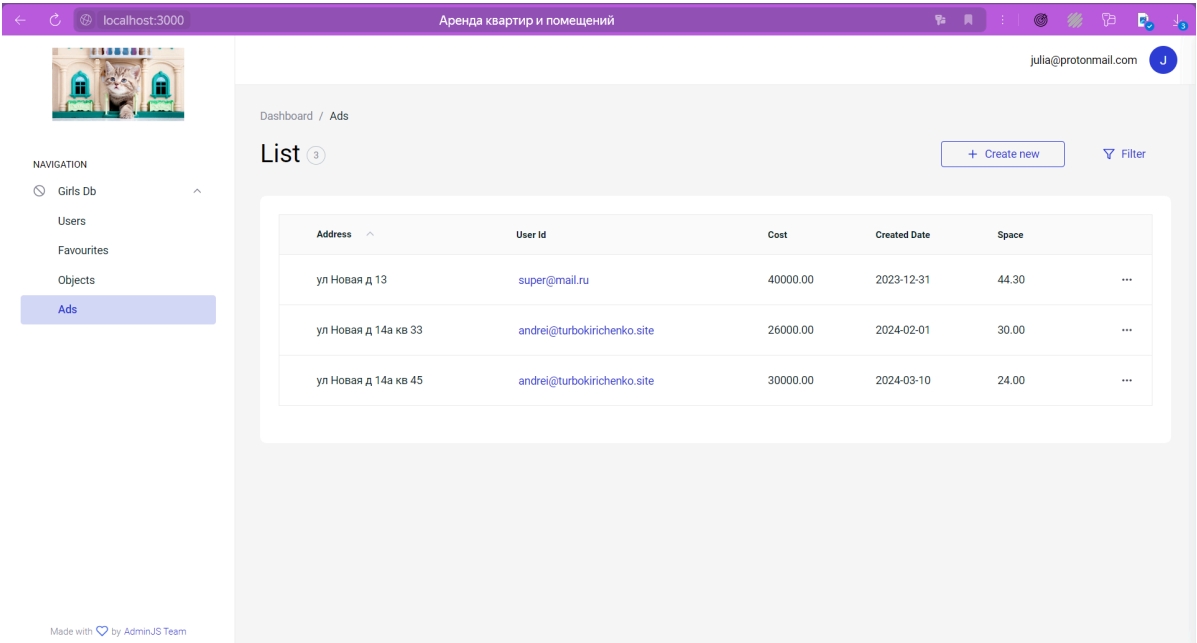 localhost:3000
Аренда квартир и помещений
3
julia@protonmail.com
J
NAVIGATION
Girls Db
Users
Favourites
Objects
Ads
Made with by AdminJS Team
Dashboard / Ads
List 3
+ Create new
Filter
Address User Id Cost Created Date Space
ул Новая д 13 super@mail.ru 40000.00 2023-12-31 44.30
ул Новая д 14а кв 33 andrei@turbokirichenko.site 26000.00 2024-02-01 30.00
ул Новая д 14а кв 45 andrei@turbokirichenko.site 30000.00 2024-03-10 24.00